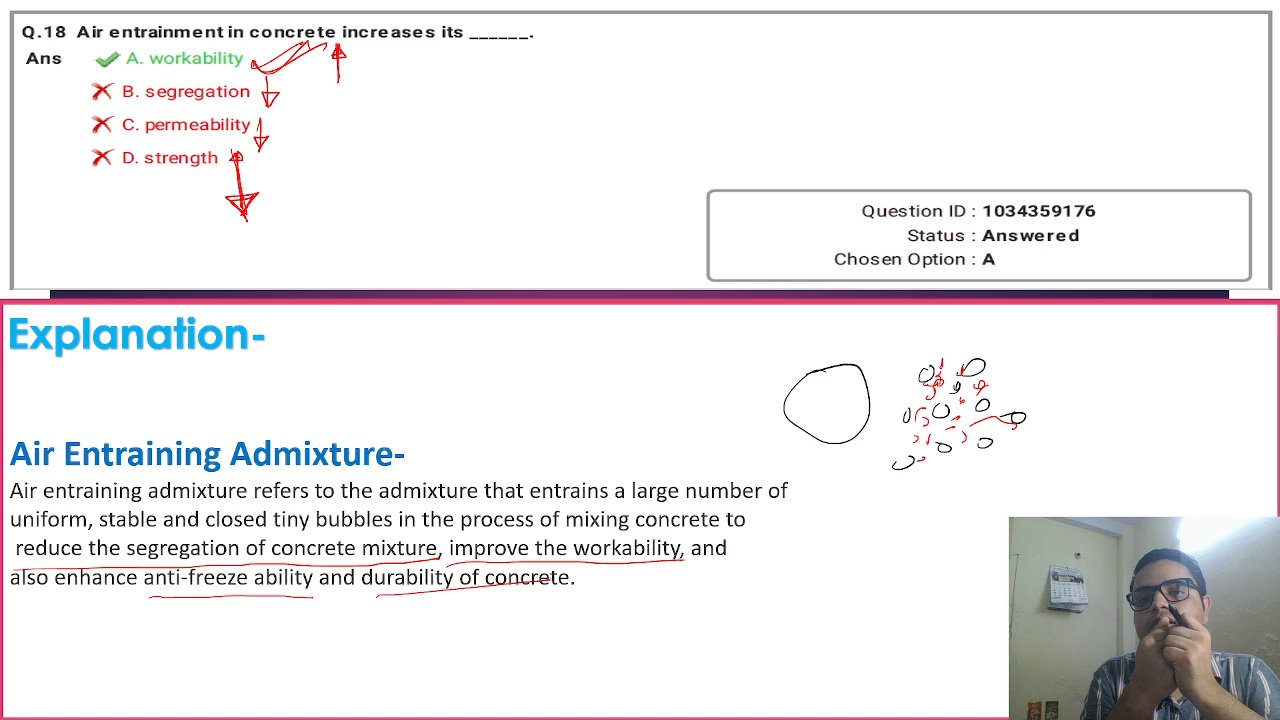 Q.18 Air entrainment in concrete increases its ______.
Ans A. workability
B. segregation
C. permeability
D. strength
Question ID : 1034359176
Status : Answered
Chosen Option : A
Explanation-
Air Entraining Admixture-
Air entraining admixture refers to the admixture that entrains a large number of
uniform, stable and closed tiny bubbles in the process of mixing concrete to
reduce the segregation of concrete mixture, improve the workability, and
also enhance anti-freeze ability and durability of concrete.